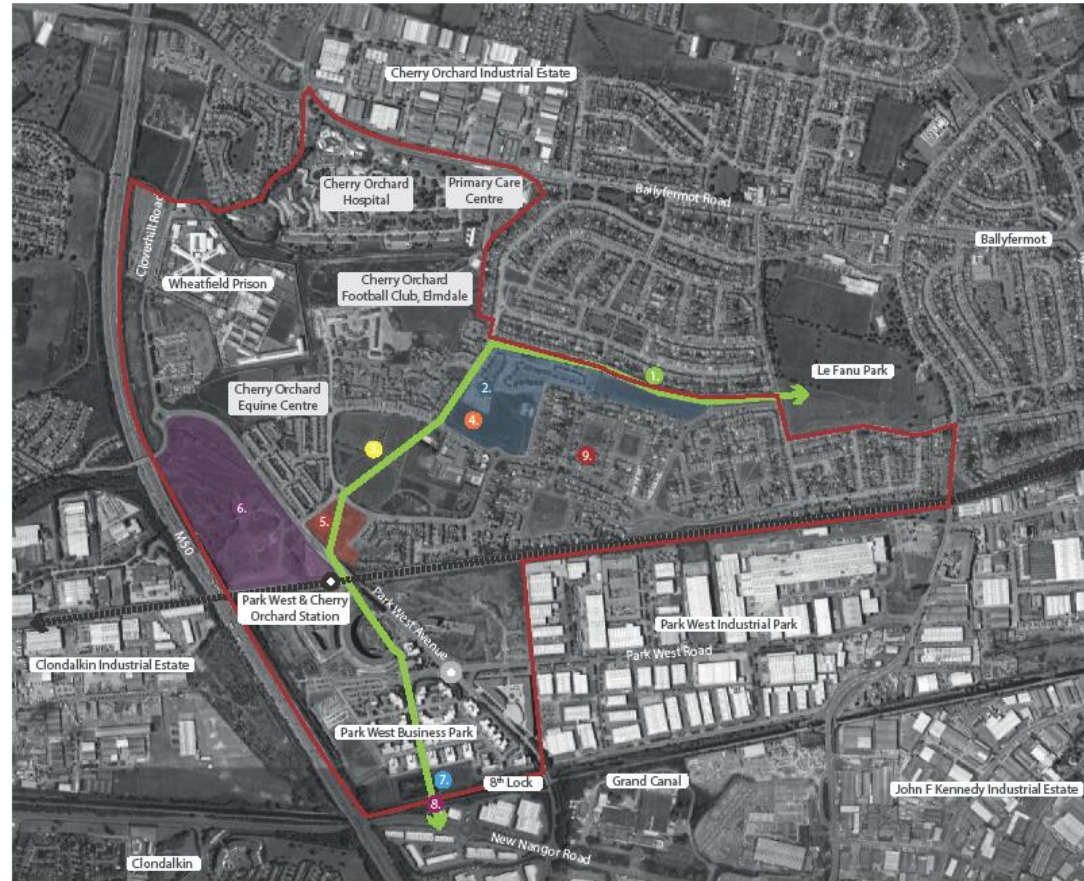 Cherry Orchard Industrial Estate
Cherry Orchard
Hospital
Primary Care
Centre
Ballyfermot Road
Ballyfermot
Cloverhill Road
Wheatfield Prison
Cherry Orchard
Football Club, Elmdale
1.
Le Fanu Park
2.
Cherry Orchard
Equine Centre
4.
3.
9.
6.
5.
M50
Park West & Cherry
Orchard Station
Park West Avenue
Park West Industrial Park
Park West Road
Clondalkin Industrial Estate
Park West Business Park
7.
8th Lock
Grand Canal
John F Kennedy Industrial Estate
8.
New Nangor Road
Clondalkin